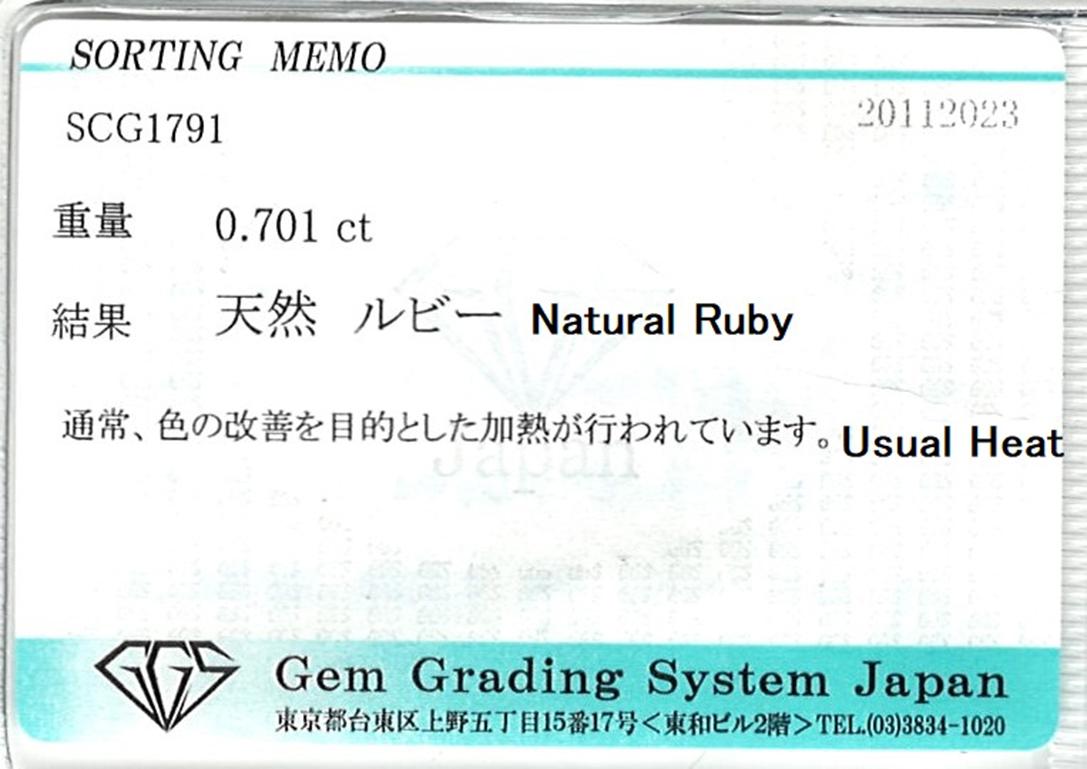 SORTING MEMO
SCG1791
20112023
重量 0.701 ct
結果 天然 ルビー Natural Ruby
通常、色の改善を目的とした加熱が行われています。Usual Heat
Japan
GGS Gem Grading System Japan
東京都台東区上野五丁目15番17号<東和ビル2階>TEL.(03)3834-1020